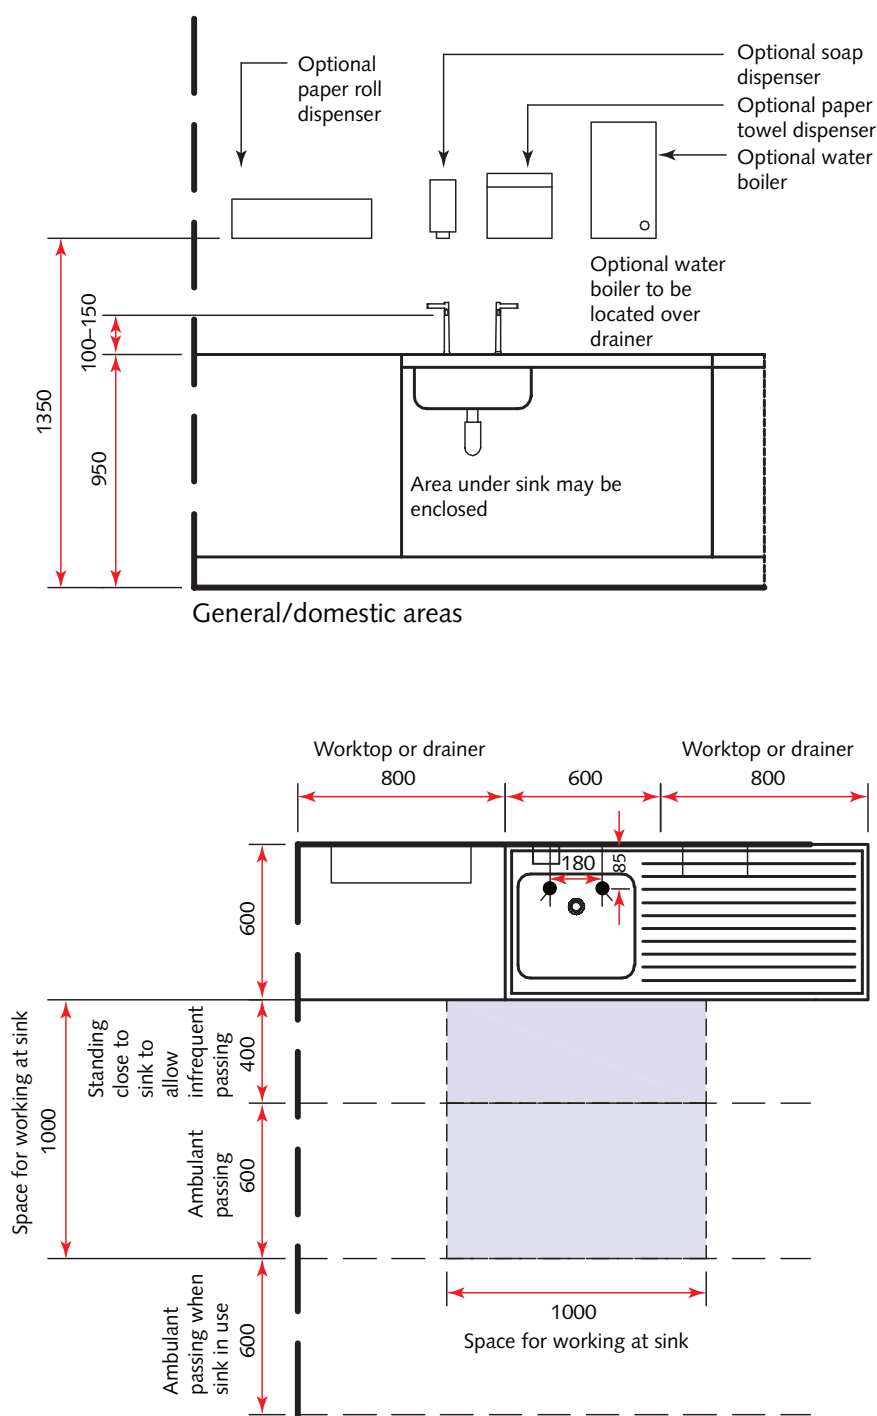 Optional
paper roll
dispenser
Optional soap
dispenser
Optional paper
towel dispenser
Optional water
boiler
Optional water
boiler to be
located over
drainer
100–150
1350
950
Area under sink may be
enclosed
General/domestic areas
Worktop or drainer
800
600
Worktop or drainer
800
180
85
600
Space for working at sink
1000
Standing
close to
sink to
allow
infrequent
passing
400
Ambulant
passing
600
Ambulant
passing when
sink in use
600
1000
Space for working at sink